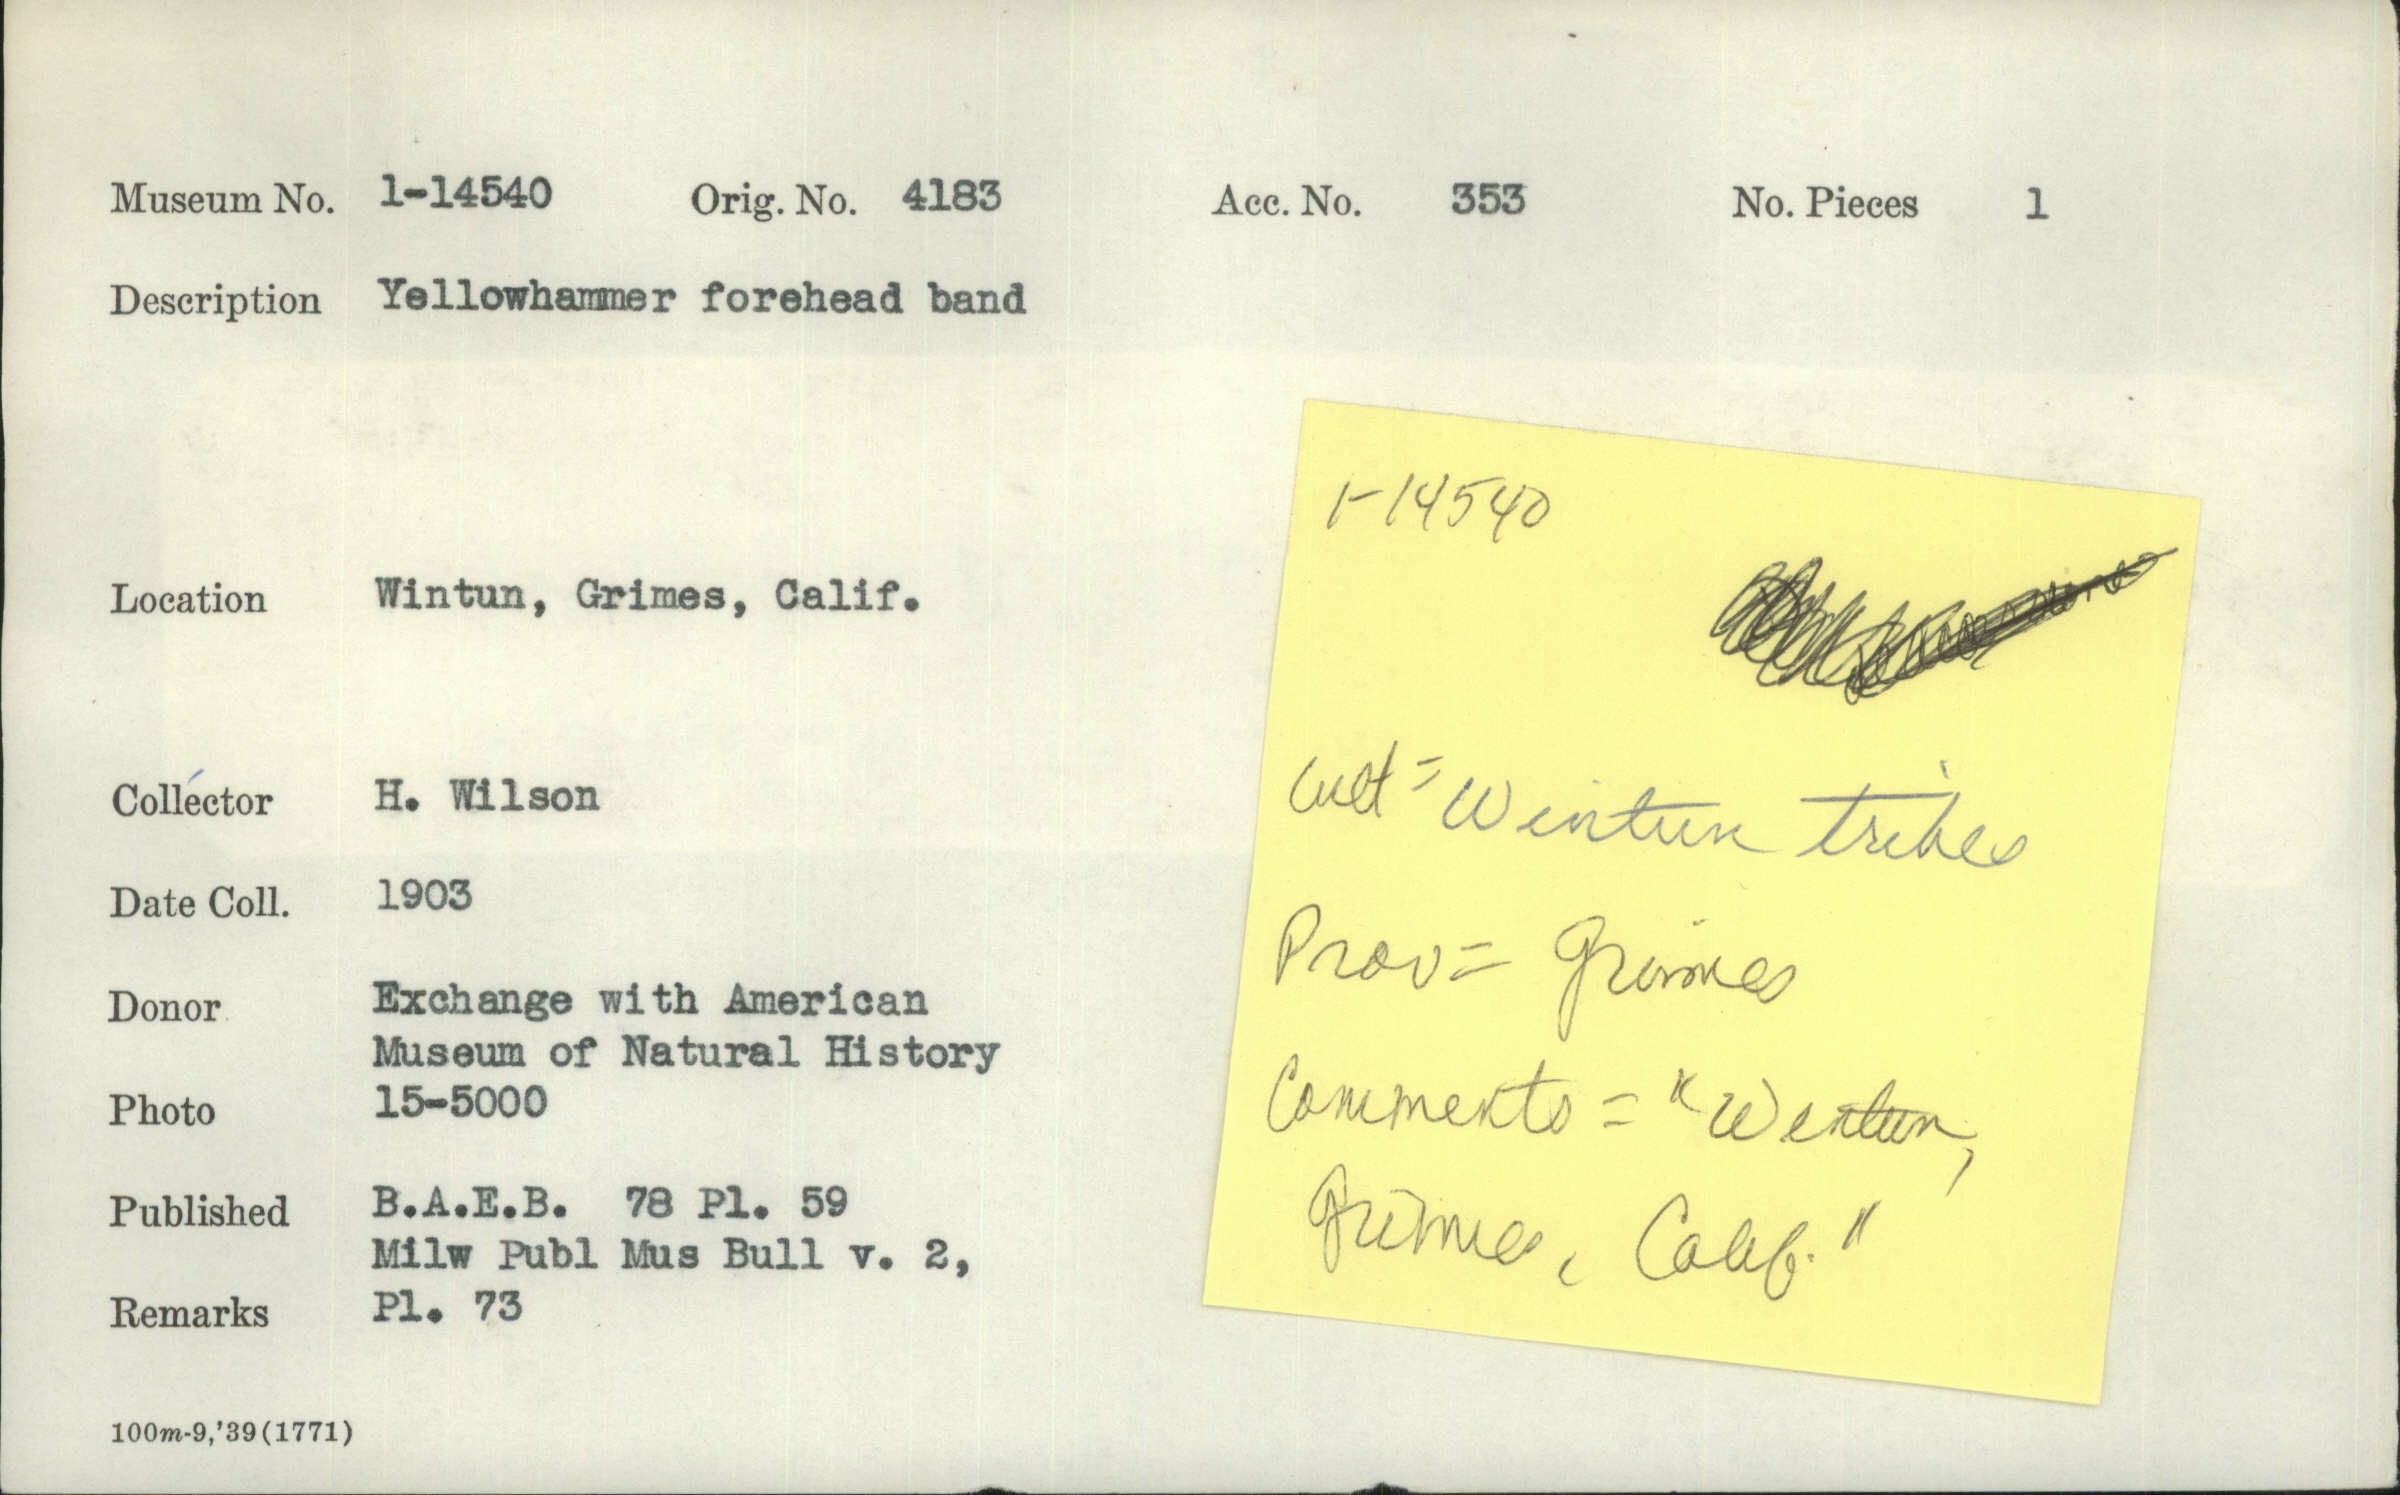 Museum No. 1-14540 Orig. No. 4183 Acc. No. 353 No. Pieces 1
Description Yellowhammer forehead band
Location Wintun, Grimes, Calif.
Collector H. Wilson
Date Coll. 1903
Donor Exchange with American
Museum of Natural History
Photo 15-5000
Published B.A.E.B. 78 Pl. 59
Milw Publ Mus Bull v. 2,
Remarks Pl. 73
100m-9,'39(1771)
1-14540
Cult = Wintun tribes
Prov = Grimes
Comments = "Wintun,
Grimes, Calif."